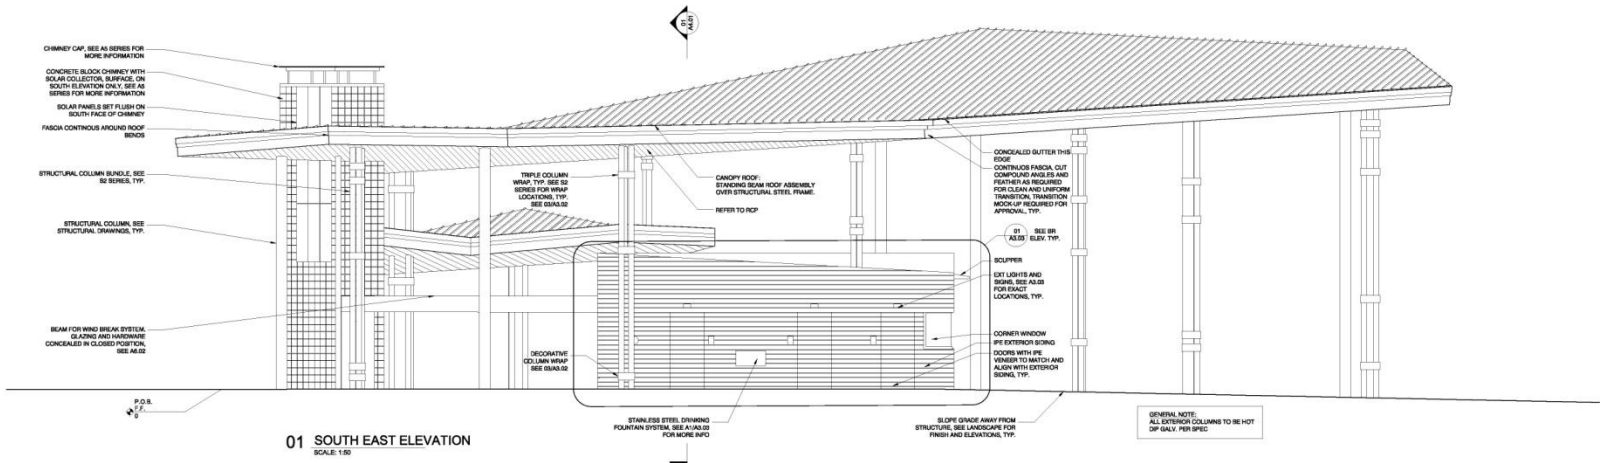 01
A4.01
CHIMNEY CAP, SEE A5 SERIES FOR
MORE INFORMATION
CONCRETE BLOCK CHIMNEY WITH
SOLAR COLLECTOR, SURFACE, ON
SOUTH ELEVATION ONLY, SEE A5
SERIES FOR MORE INFORMATION
SOLAR PANELS SET FLUSH ON
SOUTH FACE OF CHIMNEY
FASCIA CONTINOUS AROUND ROOF
BENDS
STRUCTURAL COLUMN BUNDLE, SEE
S2 SERIES, TYP.
STRUCTURAL COLUMN, SEE
STRUCTURAL DRAWINGS, TYP.
BEAM FOR WIND BREAK SYSTEM,
GLAZING AND HARDWARE
CONCEALED IN CLOSED POSITION,
SEE A6.02
TRIPLE COLUMN
WRAP, TYP. SEE S2
SERIES FOR WRAP
LOCATIONS, TYP.
SEE 03/A3.02
CANOPY ROOF:
STANDING SEAM ROOF ASSEMBLY
OVER STRUCTURAL STEEL FRAME.
REFER TO RCP
CONCEALED GUTTER THIS
EDGE
CONTINUOS FASCIA, CUT
COMPOUND ANGLES AND
FEATHER AS REQUIRED
FOR CLEAN AND UNIFORM
TRANSITION, TRANSITION
MOCK-UP REQUIRED FOR
APPROVAL, TYP.
01
A3.03
SEE BR
ELEV. TYP.
SCUPPER
EXT LIGHTS AND
SIGNS, SEE A3.03
FOR EXACT
LOCATIONS, TYP.
CORNER WINDOW
IPE EXTERIOR SIDING
DOORS WITH IPE
VENEER TO MATCH AND
ALIGN WITH EXTERIOR
SIDING, TYP.
DECORATIVE
COLUMN WRAP
SEE 03/A3.02
P.O.B.
F.F.
0
STAINLESS STEEL DRINKING
FOUNTAIN SYSTEM, SEE A1/A3.03
FOR MORE INFO
SLOPE GRADE AWAY FROM
STRUCTURE, SEE LANDSCAPE FOR
FINISH AND ELEVATIONS, TYP.
GENERAL NOTE:
ALL EXTERIOR COLUMNS TO BE HOT
DIP GALV. PER SPEC
01 SOUTH EAST ELEVATION
SCALE: 1:50